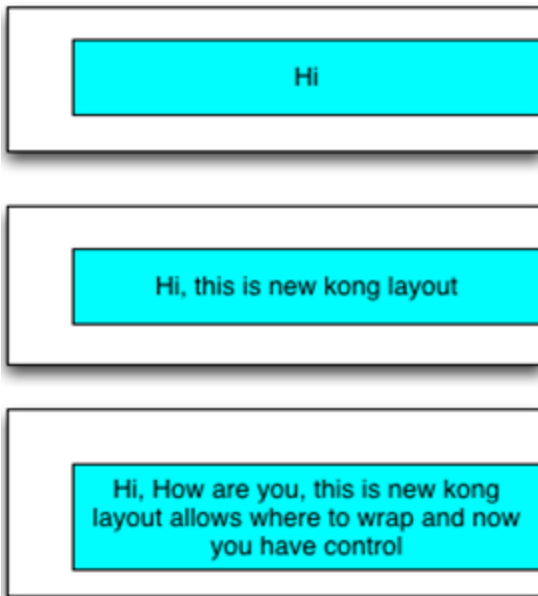 Hi
Hi, this is new kong layout
Hi, How are you, this is new kong
layout allows where to wrap and now
you have control